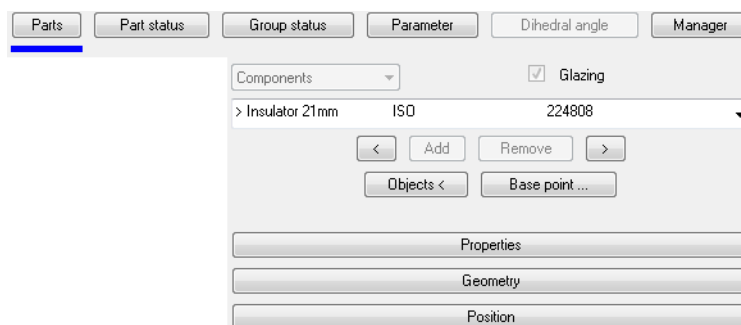 Parts Part status Group status Parameter Dihedral angle Manager
Components Glazing
> Insulator 21mm ISO 224808
< Add Remove >
Objects < Base point ...
Properties
Geometry
Position